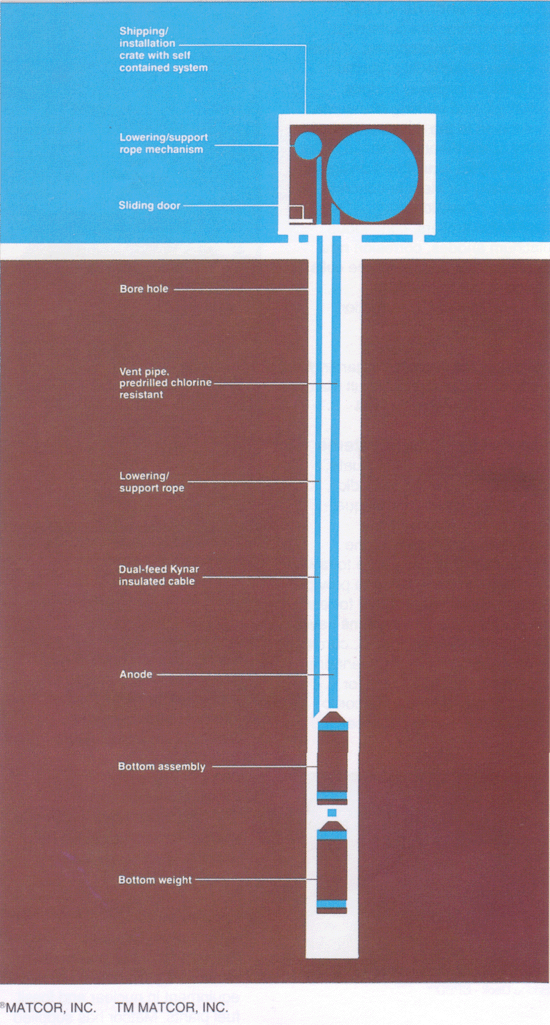 Shipping/
installation
crate with self
contained system
Lowering/support
rope mechanism
Sliding door
Bore hole
Vent pipe,
predrilled chlorine
resistant
Lowering/
support rope
Dual-feed Kynar
insulated cable
Anode
Bottom assembly
Bottom weight
®MATCOR, INC. TM MATCOR, INC.